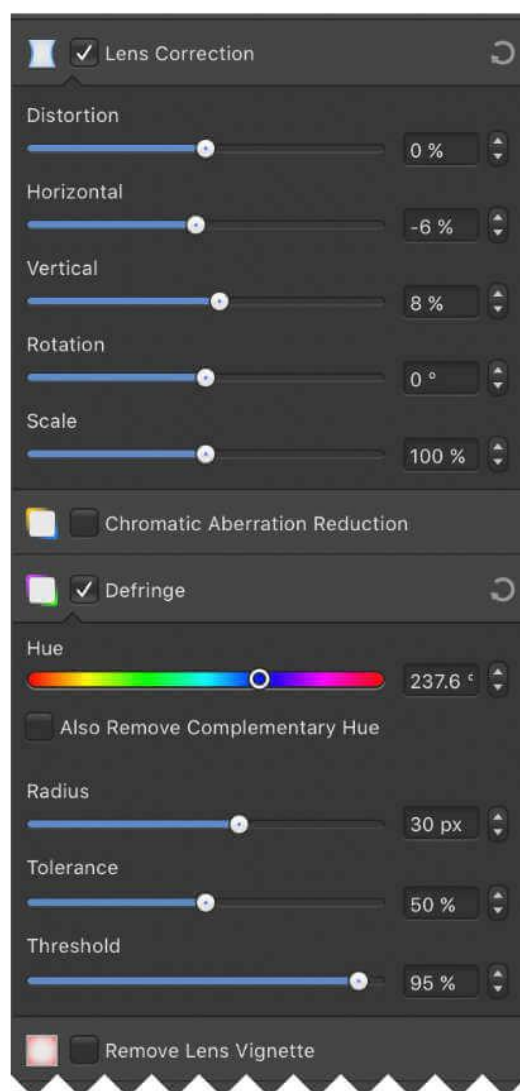 Lens Correction
Distortion
0 %
Horizontal
-6 %
Vertical
8 %
Rotation
0 °
Scale
100 %
Chromatic Aberration Reduction
Defringe
Hue
237.6 °
Also Remove Complementary Hue
Radius
30 px
Tolerance
50 %
Threshold
95 %
Remove Lens Vignette